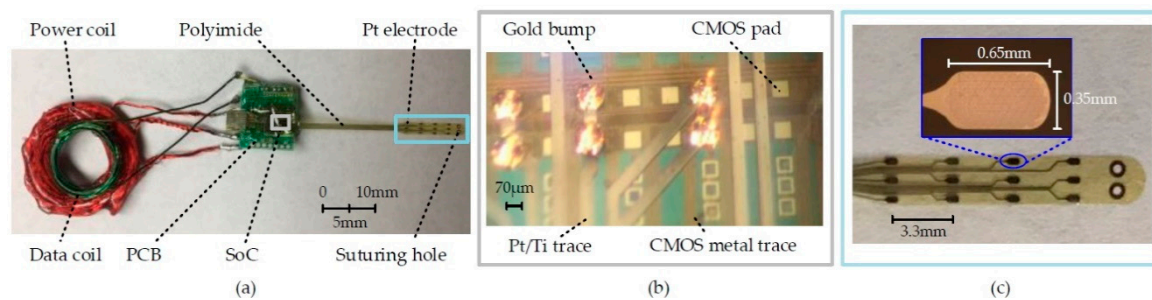 Power coil
Polyimide
Pt electrode
0
10mm
5mm
Data coil
PCB
SoC
Suturing hole
(a)
Gold bump
CMOS pad
70μm
Pt/Ti trace
CMOS metal trace
(b)
0.65mm
0.35mm
3.3mm
(c)